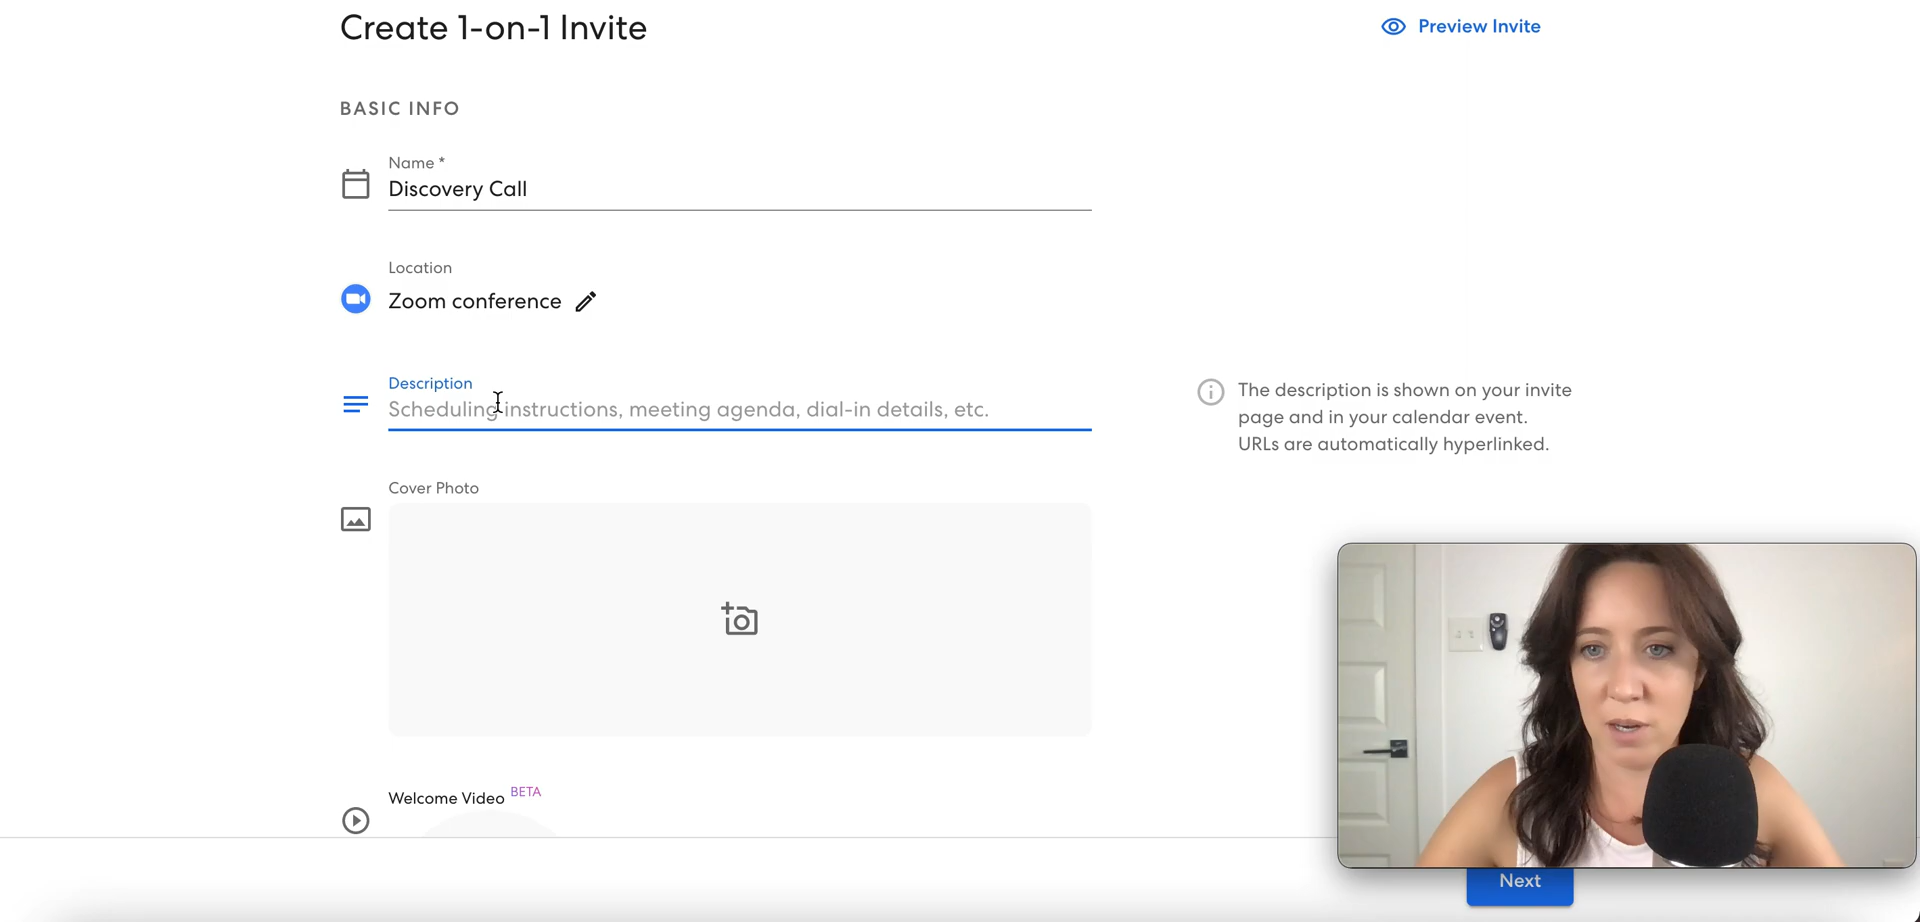 Create 1-on-1 Invite
Preview Invite
BASIC INFO
Name *
Discovery Call
Location
Zoom conference
Description
Scheduling instructions, meeting agenda, dial-in details, etc.
The description is shown on your invite
page and in your calendar event.
URLs are automatically hyperlinked.
Cover Photo
Welcome Video BETA
Next